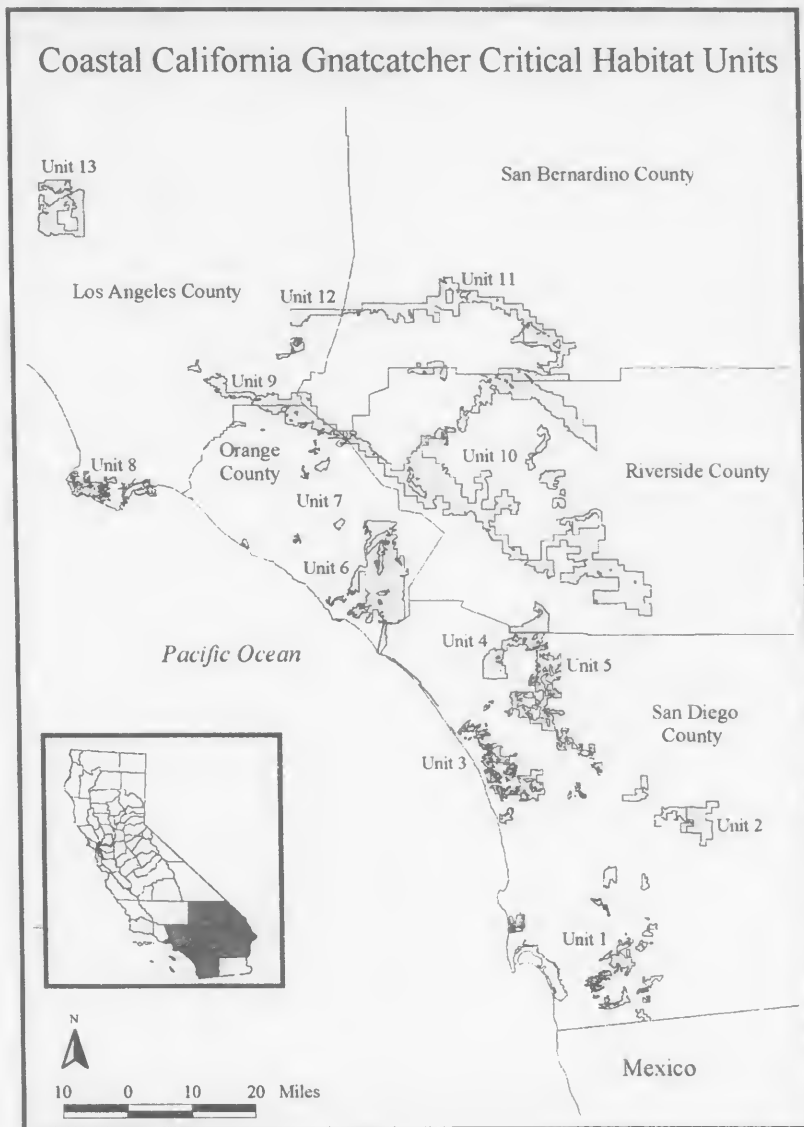 Coastal California Gnatcatcher Critical Habitat Units
Unit 13
San Bernardino County
Los Angeles County
Unit 12
Unit 11
Unit 9
Orange
County
Unit 10
Unit 8
Riverside County
Unit 7
Unit 6
Pacific Ocean
Unit 4
Unit 5
San Diego
County
Unit 3
Unit 2
Unit 1
N
Mexico
10 0 10 20 Miles